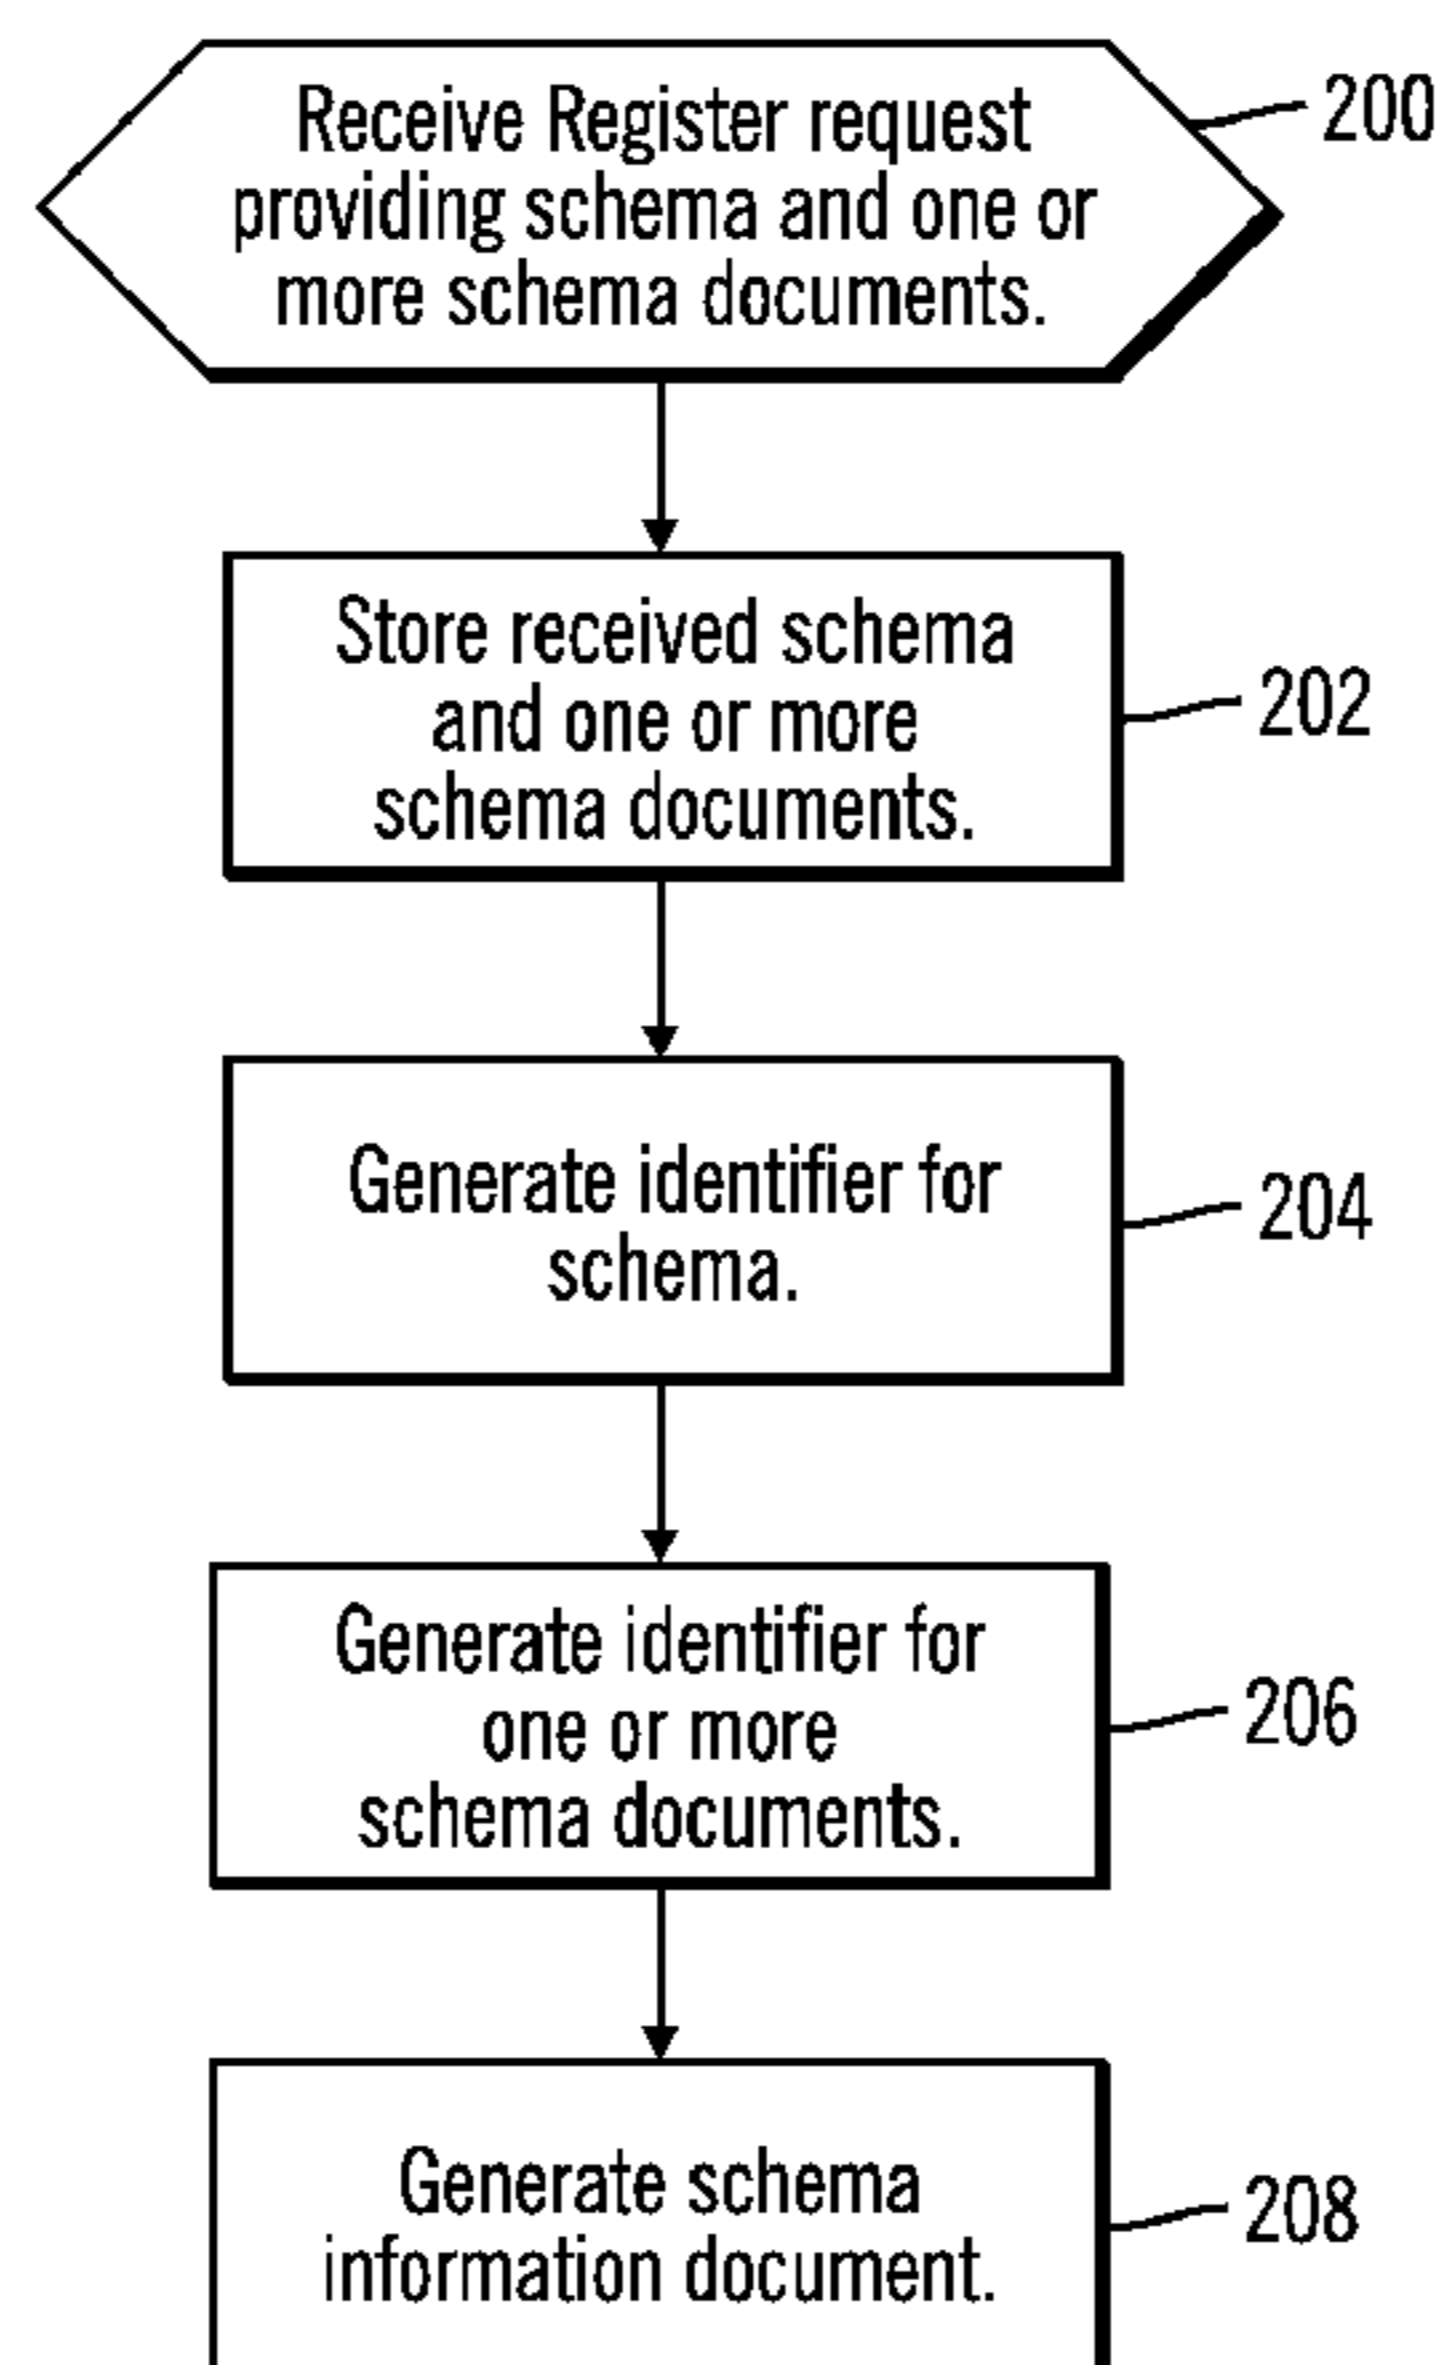 Receive Register request
providing schema and one or
more schema documents.
200
Store received schema
and one or more
schema documents.
202
Generate identifier for
schema.
204
Generate identifier for
one or more
schema documents.
206
Generate schema
information document.
208